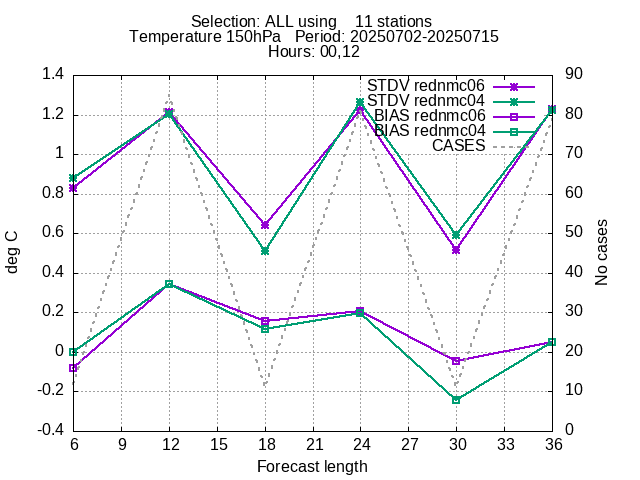 Selection: ALL using    11 stations
Temperature 150hPa   Period: 20250702-20250715
Hours: 00,12
1.4
1.2
1
0.8
0.6
0.4
0.2
0
-0.2
-0.4
deg C
90
80
70
60
50
40
30
20
10
0
No cases
STDV rednmc06
STDV rednmc04
BIAS rednmc06
BIAS rednmc04
CASES
6 9 12 15 18 21 24 27 30 33 36
Forecast length